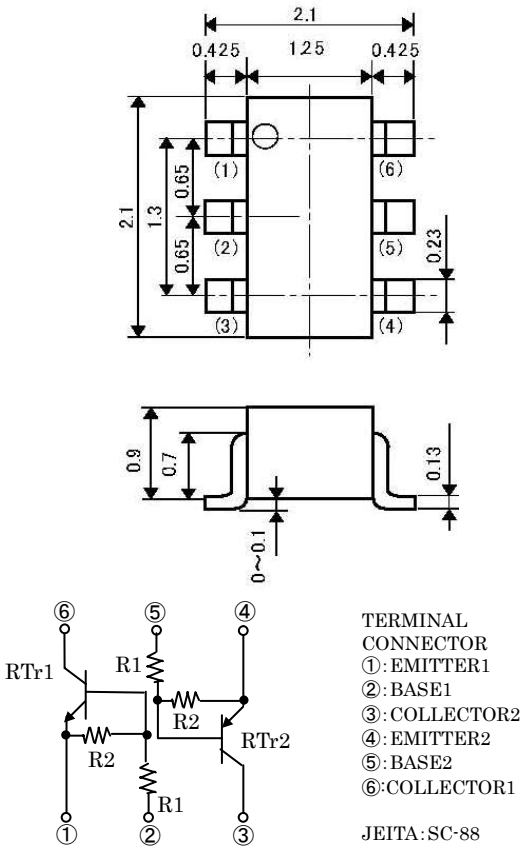 2.1
0.425 1.25 0.425
(1) (6)
2.1
1.3
0.65
0.65
(2) (5)
0.23
(3) (4)
0.9
0.7
0~0.1
0.13
⑥ ⑤ ④
RTr1
R1
R2
R2
RTr2
R1
① ② ③
TERMINAL
CONNECTOR
①:EMITTER1
②:BASE1
③:COLLECTOR2
④:EMITTER2
⑤:BASE2
⑥:COLLECTOR1
JEITA:SC-88